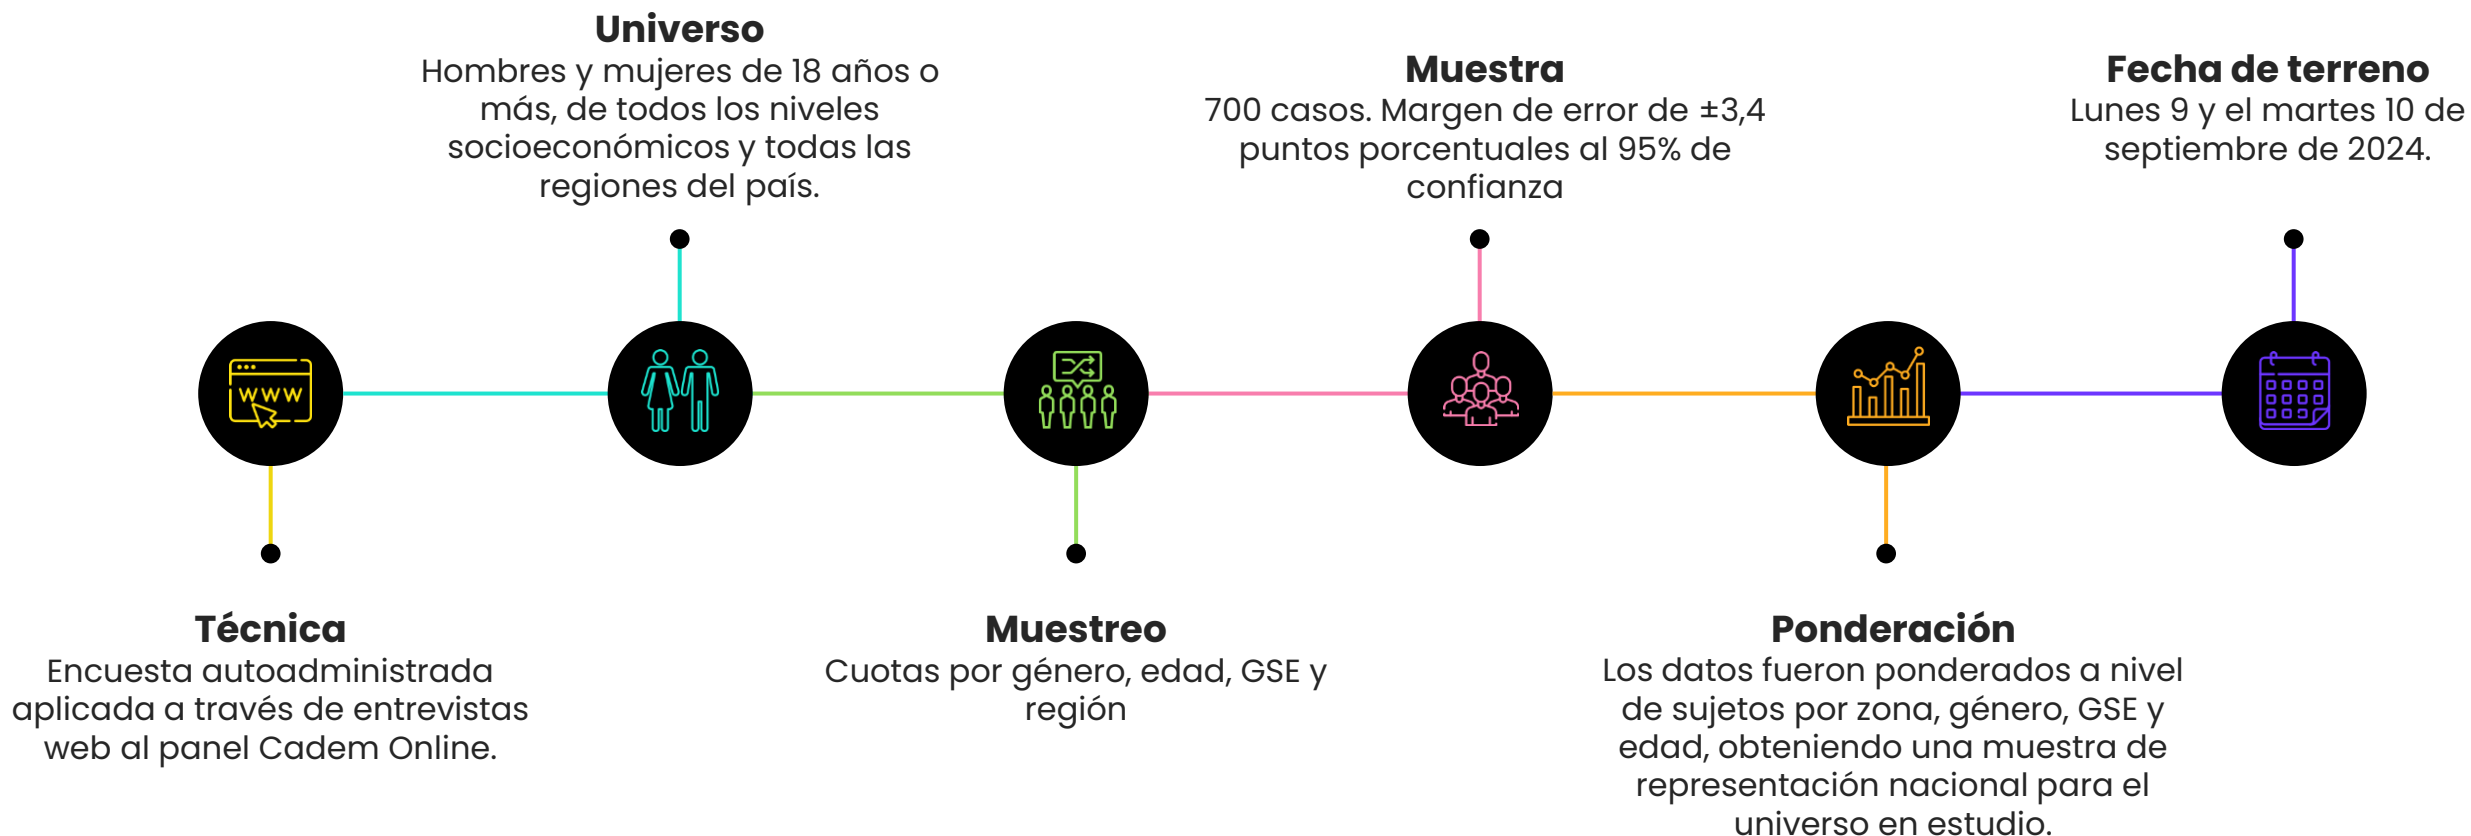 Universo
Hombres y mujeres de 18 años o
más, de todos los niveles
socioeconómicos y todas las
regiones del país.
Muestra
700 casos. Margen de error de ±3,4
puntos porcentuales al 95% de
confianza
Fecha de terreno
Lunes 9 y el martes 10 de
septiembre de 2024.
WWW
Técnica
Encuesta autoadministrada
aplicada a través de entrevistas
web al panel Cadem Online.
Muestreo
Cuotas por género, edad, GSE y
región
Ponderación
Los datos fueron ponderados a nivel
de sujetos por zona, género, GSE y
edad, obteniendo una muestra de
representación nacional para el
universo en estudio.